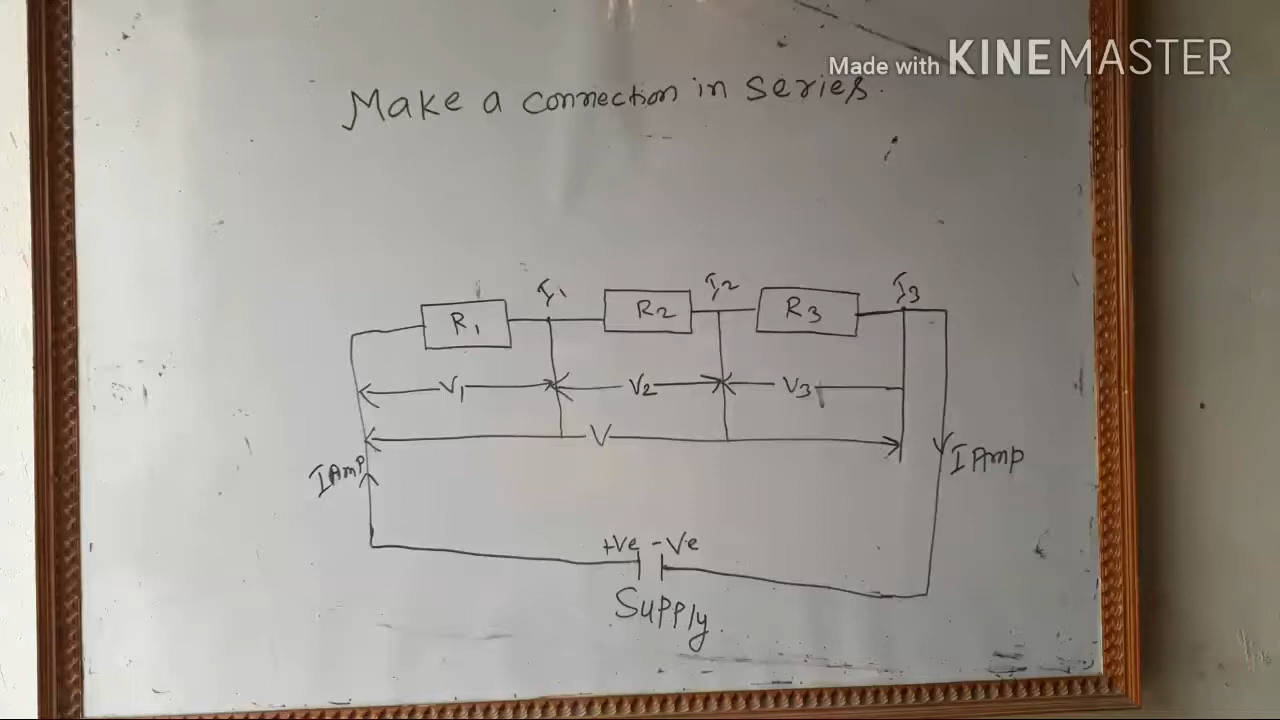 Made with KINEMASTER
Make a connection in series.
I1 I2 I3
R1 R2 R3
V1 V2 V3
V
I Amp I Amp
+Ve -Ve
Supply